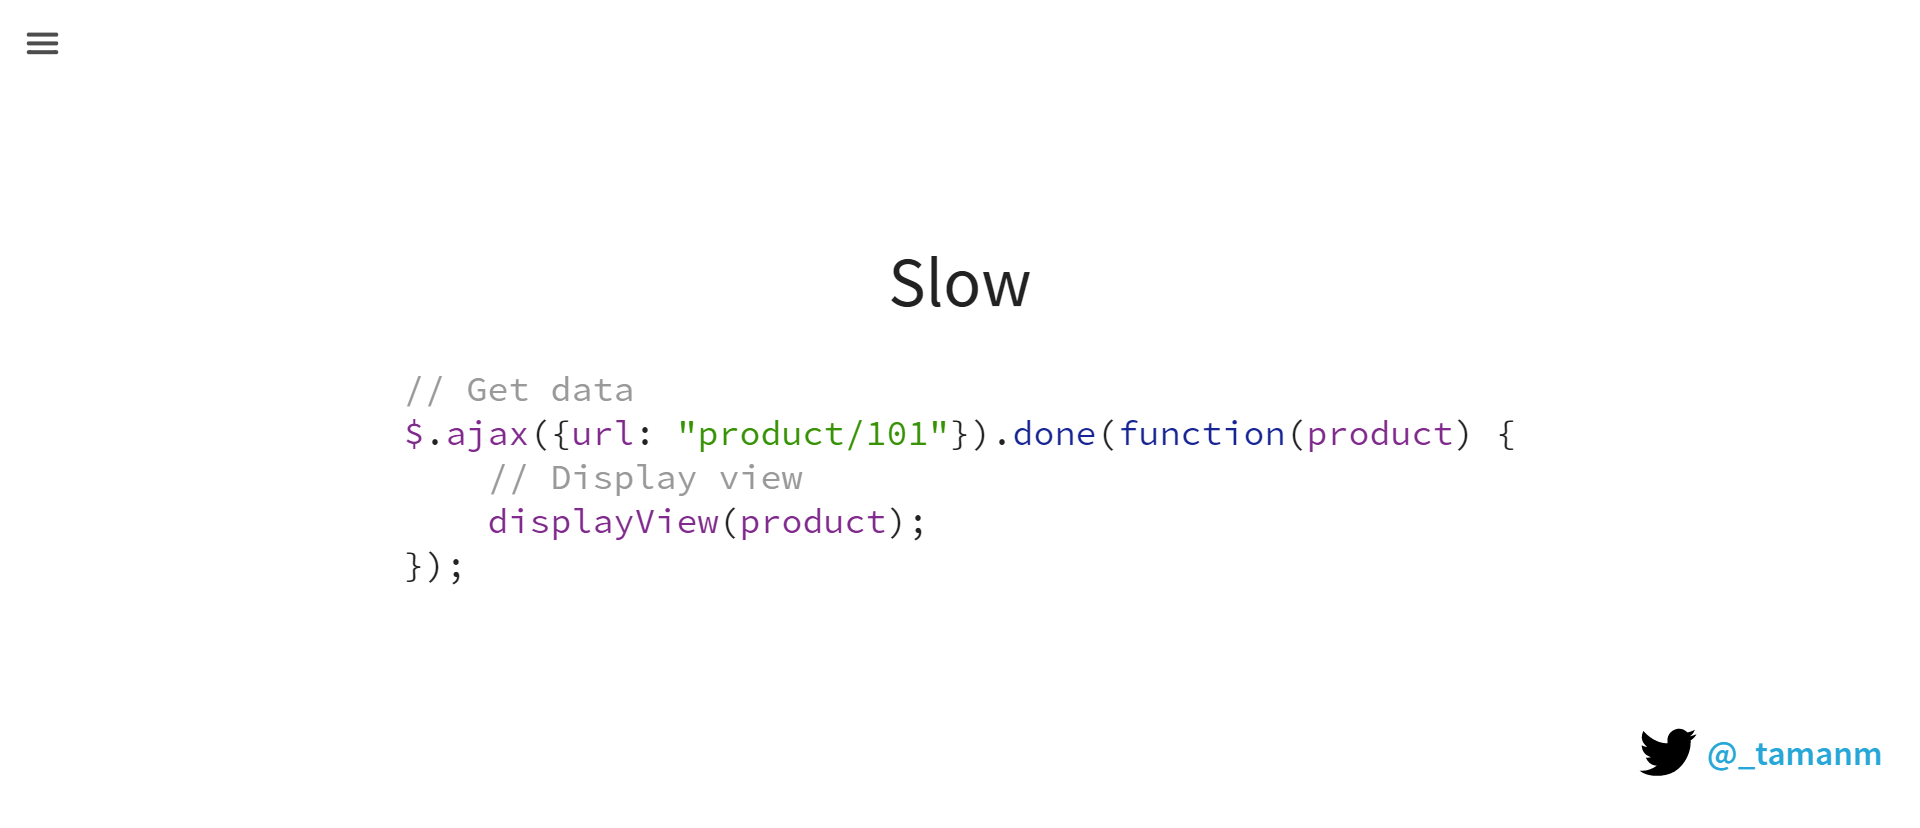 Slow
// Get data
$.ajax({url: "product/101"}).done(function(product) {
    // Display view
    displayView(product);
});
@_tamanm